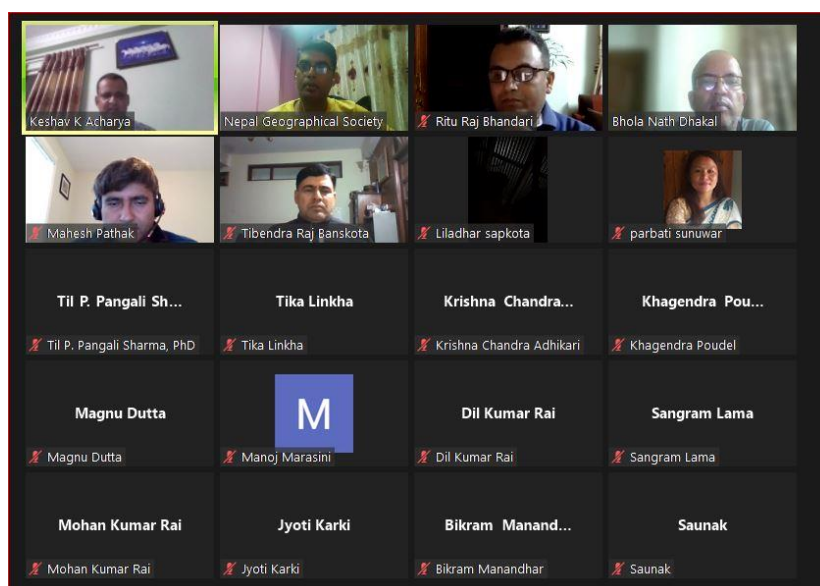 Keshav K Acharya
Nepal Geographical Society
Ritu Raj Bhandari
Bhola Nath Dhakal
Mahesh Pathak
Tibendra Raj Banskota
Liladhar sapkota
parbati sunuwar
Til P. Pangali Sh...
Tika Linkha
Krishna Chandra...
Khagendra Pou...
Til P. Pangali Sharma, PhD
Tika Linkha
Krishna Chandra Adhikari
Khagendra Poudel
Magnu Dutta
M
Dil Kumar Rai
Sangram Lama
Magnu Dutta
Manoj Marasini
Dil Kumar Rai
Sangram Lama
Mohan Kumar Rai
Jyoti Karki
Bikram Manand...
Saunak
Mohan Kumar Rai
Jyoti Karki
Bikram Manandhar
Saunak